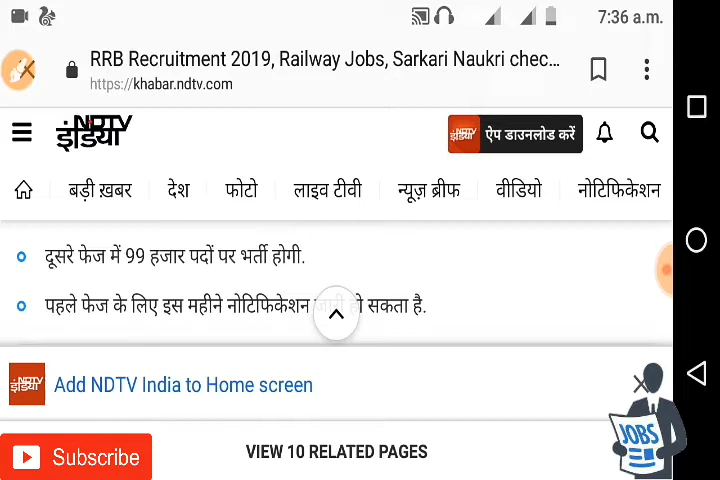 7:36 a.m.
RRB Recruitment 2019, Railway Jobs, Sarkari Naukri chec...
https://khabar.ndtv.com
NDTV
इंडिया
ऐप डाउनलोड करें
बड़ी ख़बर देश फोटो लाइव टीवी न्यूज़ ब्रीफ वीडियो नोटिफिकेशन
दूसरे फेज में 99 हजार पदों पर भर्ती होगी.
पहले फेज के लिए इस महीने नोटिफिकेशन जारी हो सकता है.
NDTV
इंडिया
Add NDTV India to Home screen
JOBS
Subscribe
VIEW 10 RELATED PAGES